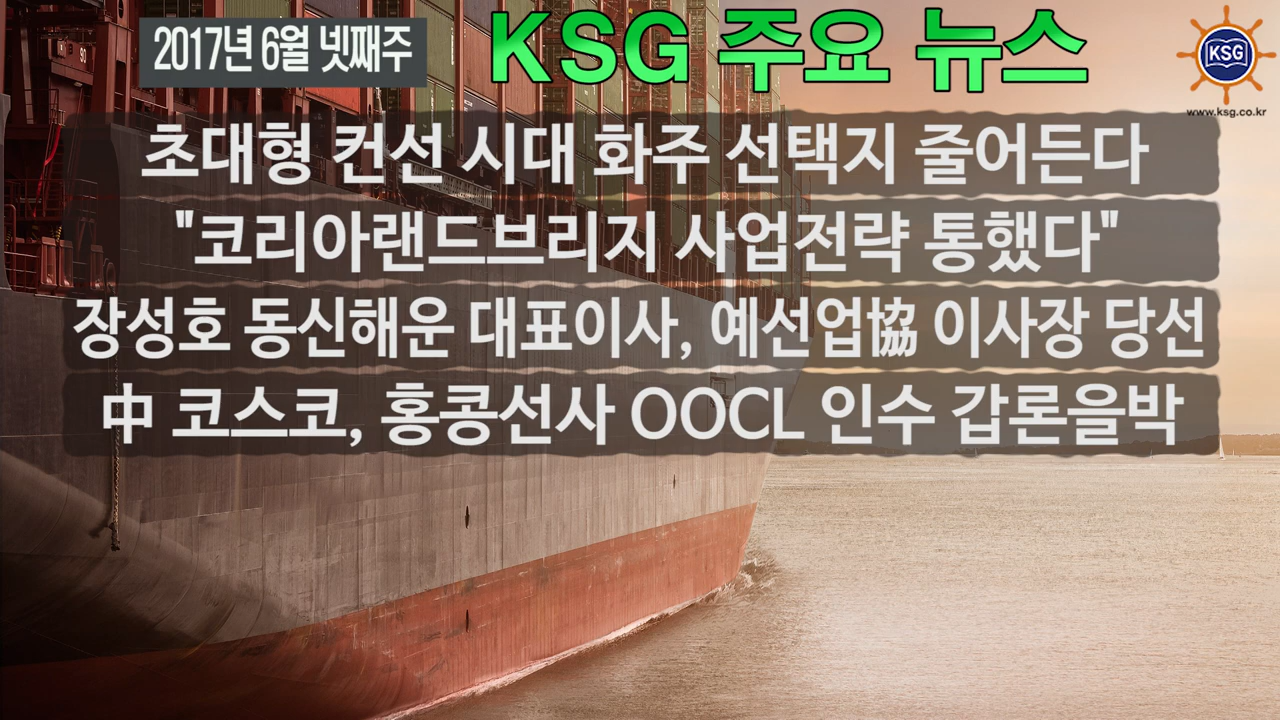 2017년 6월 넷째주
KSG 주요 뉴스
KSG
www.ksg.co.kr
초대형 컨선 시대 화주 선택지 줄어든다
"코리아랜드브리지 사업전략 통했다"
장성호 동신해운 대표이사, 예선업協 이사장 당선
中 코스코, 홍콩선사 OOCL 인수 갑론을박